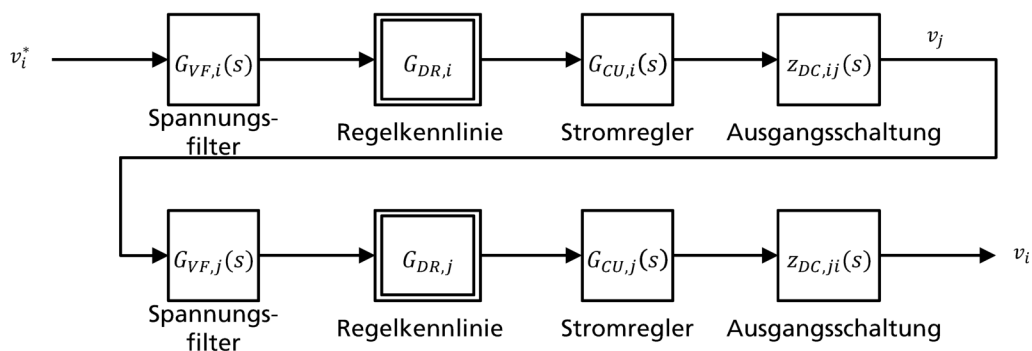 v_i^*
G_{VF,i}(s)
G_{DR,i}
G_{CU,i}(s)
z_{DC,ij}(s)
v_j
Spannungs-
filter
Regelkennlinie
Stromregler
Ausgangsschaltung
G_{VF,j}(s)
G_{DR,j}
G_{CU,j}(s)
z_{DC,ji}(s)
v_i
Spannungs-
filter
Regelkennlinie
Stromregler
Ausgangsschaltung